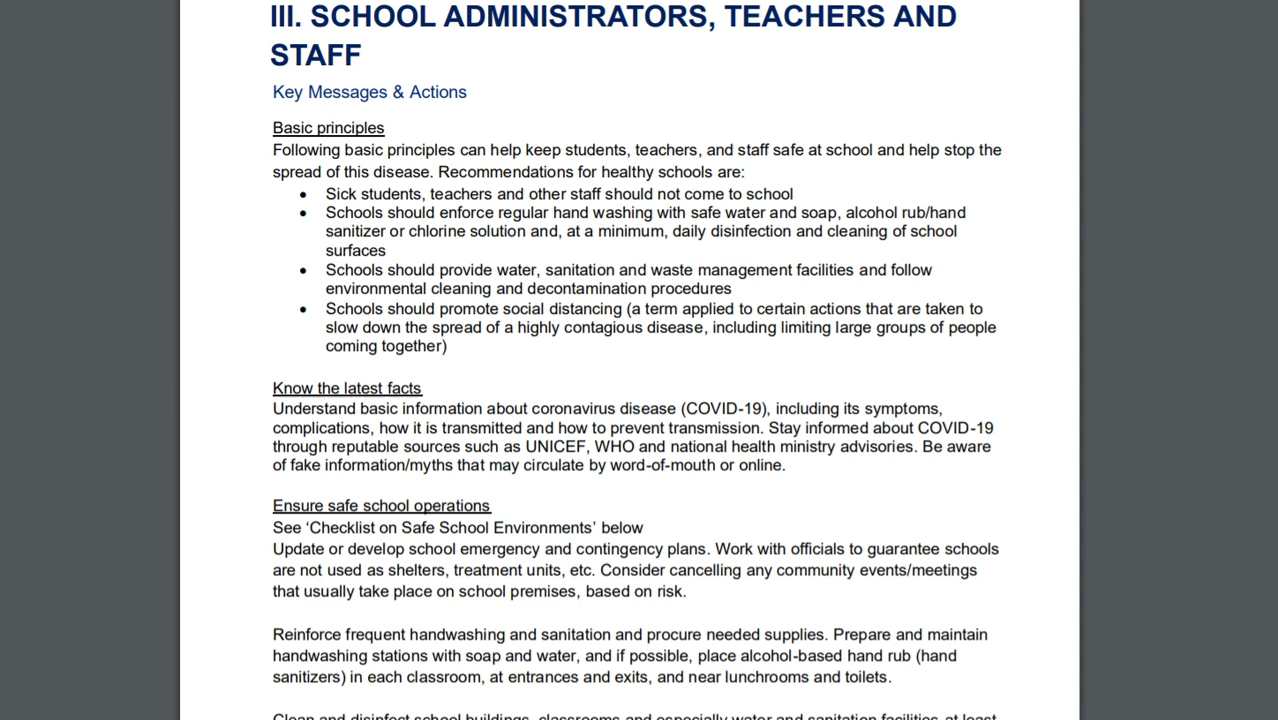 III. SCHOOL ADMINISTRATORS, TEACHERS AND
STAFF
Key Messages & Actions
Basic principles
Following basic principles can help keep students, teachers, and staff safe at school and help stop the
spread of this disease. Recommendations for healthy schools are:
• Sick students, teachers and other staff should not come to school
• Schools should enforce regular hand washing with safe water and soap, alcohol rub/hand
sanitizer or chlorine solution and, at a minimum, daily disinfection and cleaning of school
surfaces
• Schools should provide water, sanitation and waste management facilities and follow
environmental cleaning and decontamination procedures
• Schools should promote social distancing (a term applied to certain actions that are taken to
slow down the spread of a highly contagious disease, including limiting large groups of people
coming together)
Know the latest facts
Understand basic information about coronavirus disease (COVID-19), including its symptoms,
complications, how it is transmitted and how to prevent transmission. Stay informed about COVID-19
through reputable sources such as UNICEF, WHO and national health ministry advisories. Be aware
of fake information/myths that may circulate by word-of-mouth or online.
Ensure safe school operations
See ‘Checklist on Safe School Environments’ below
Update or develop school emergency and contingency plans. Work with officials to guarantee schools
are not used as shelters, treatment units, etc. Consider cancelling any community events/meetings
that usually take place on school premises, based on risk.
Reinforce frequent handwashing and sanitation and procure needed supplies. Prepare and maintain
handwashing stations with soap and water, and if possible, place alcohol-based hand rub (hand
sanitizers) in each classroom, at entrances and exits, and near lunchrooms and toilets.
Clean and disinfect school buildings, classrooms and especially water and sanitation facilities at least